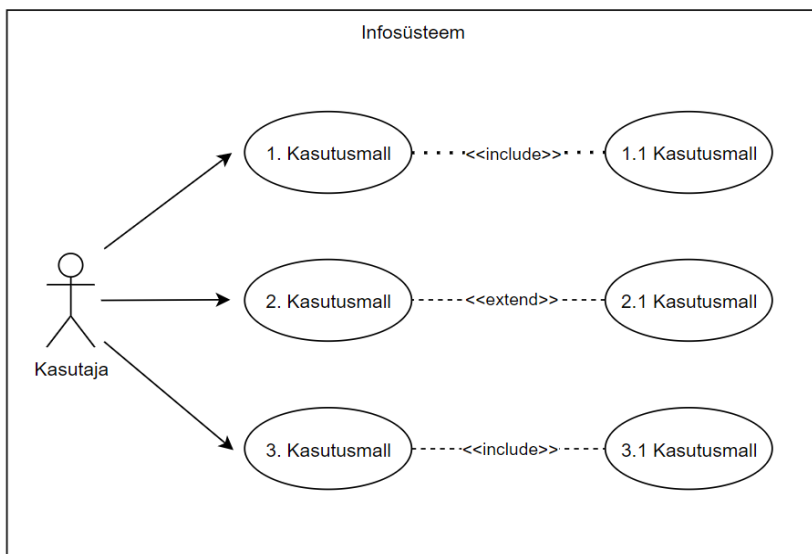 Infosüsteem
1. Kasutusmall
<<include>>
1.1 Kasutusmall
2. Kasutusmall
<<extend>>
2.1 Kasutusmall
Kasutaja
3. Kasutusmall
<<include>>
3.1 Kasutusmall